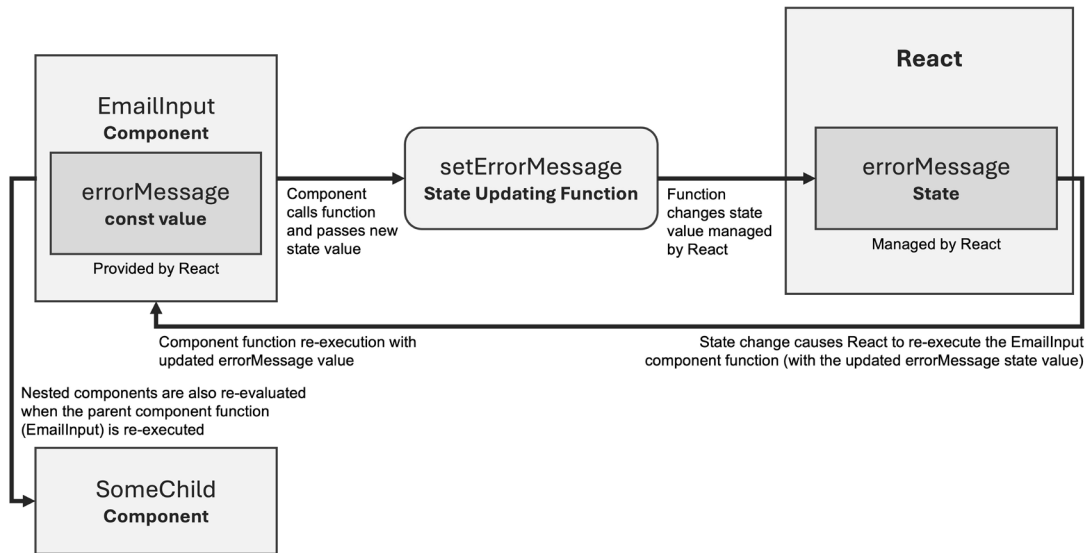 EmailInput
Component
errorMessage
const value
Provided by React
Component
calls function
and passes new
state value
setErrorMessage
State Updating Function
Function
changes state
value managed
by React
React
errorMessage
State
Managed by React
Component function re-execution with
updated errorMessage value
State change causes React to re-execute the EmailInput
component function (with the updated errorMessage state value)
Nested components are also re-evaluated
when the parent component function
(EmailInput) is re-executed
SomeChild
Component